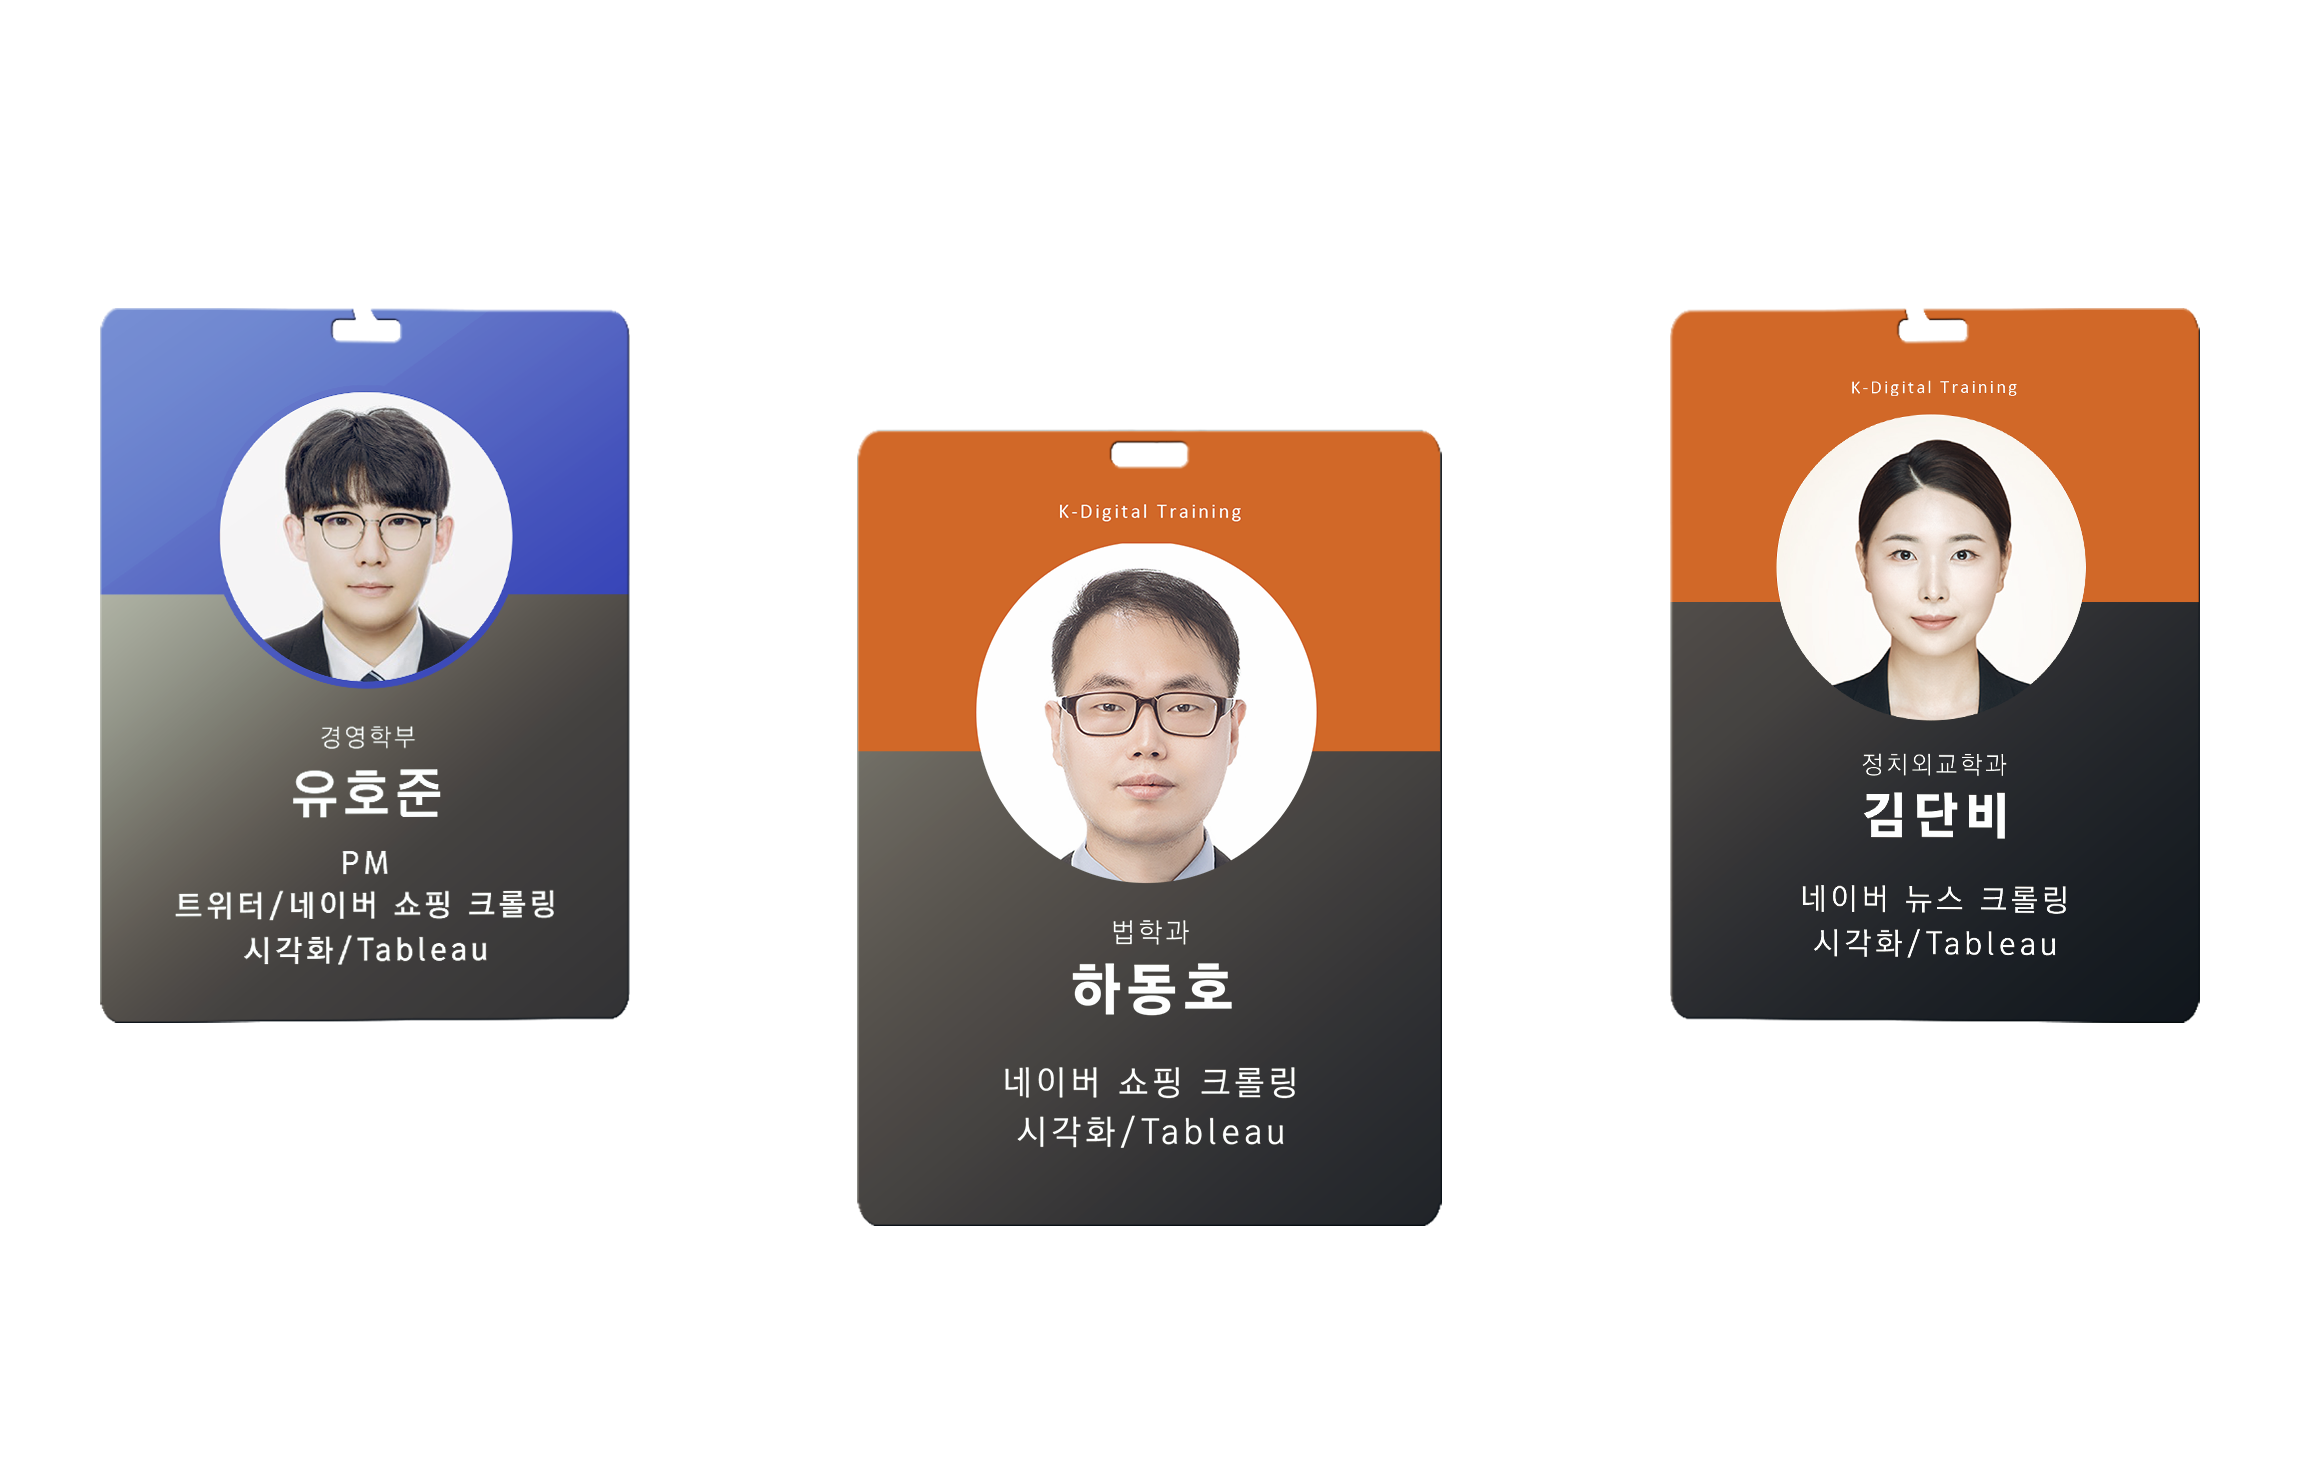 경영학부
유호준
PM
트위터/네이버 쇼핑 크롤링
시각화/Tableau
K-Digital Training
법학과
하동호
네이버 쇼핑 크롤링
시각화/Tableau
K-Digital Training
정치외교학과
김단비
네이버 뉴스 크롤링
시각화/Tableau